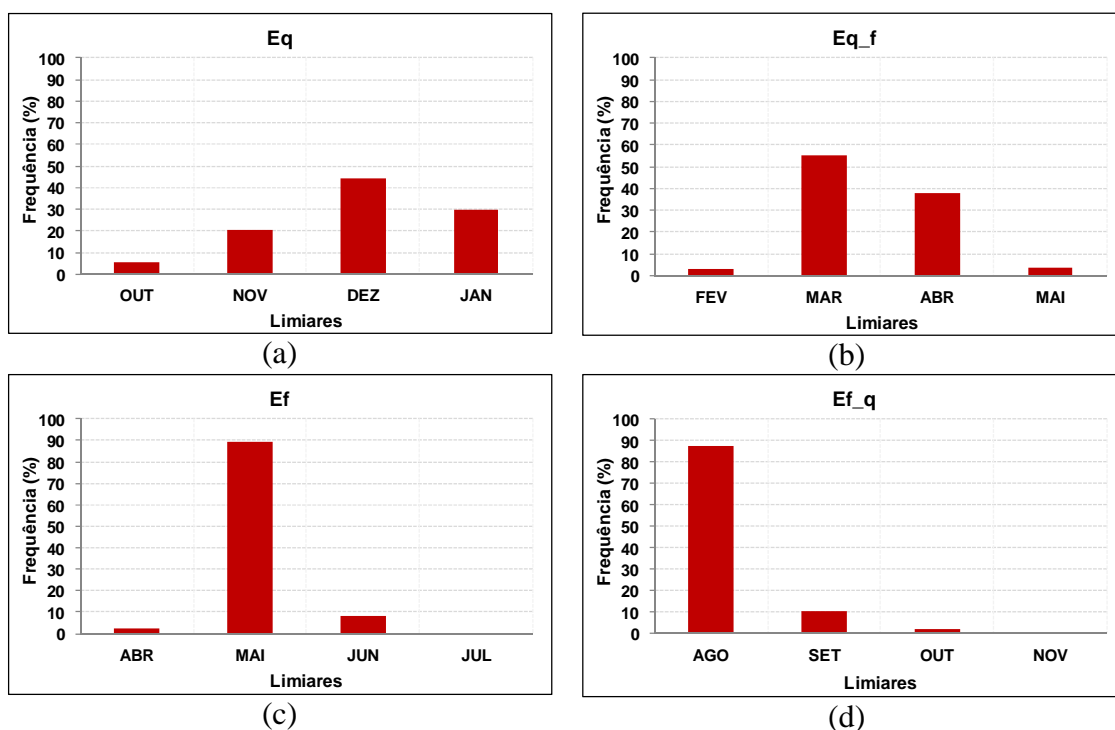 Eq
Frequência (%)
100
90
80
70
60
50
40
30
20
10
0
OUT NOV DEZ JAN
Limiares
(a)
Eq_f
Frequência (%)
100
90
80
70
60
50
40
30
20
10
0
FEV MAR ABR MAI
Limiares
(b)
Ef
Frequência (%)
100
90
80
70
60
50
40
30
20
10
0
ABR MAI JUN JUL
Limiares
(c)
Ef_q
Frequência (%)
100
90
80
70
60
50
40
30
20
10
0
AGO SET OUT NOV
Limiares
(d)